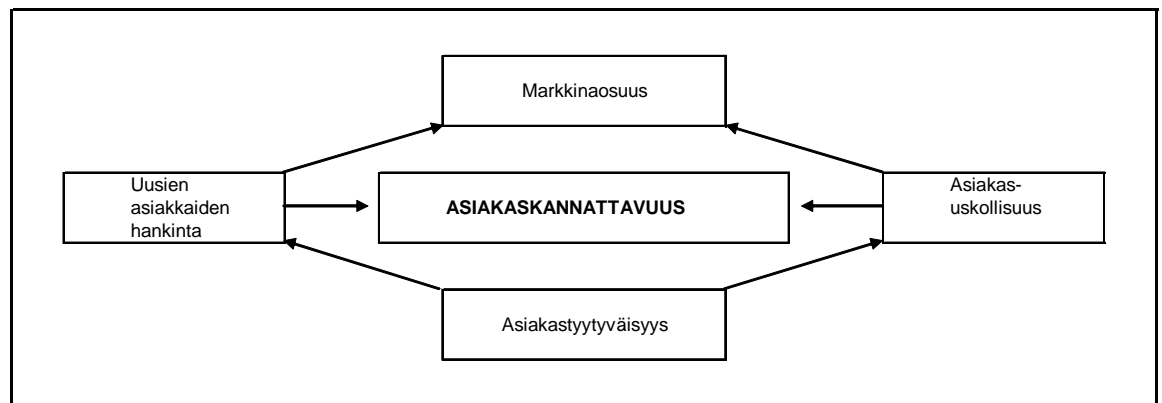 Markkinaosuus
Uusien
asiakkaiden
hankinta
ASIAKASKANNATTAVUUS
Asiakas-
uskollisuus
Asiakastyytyväisyys